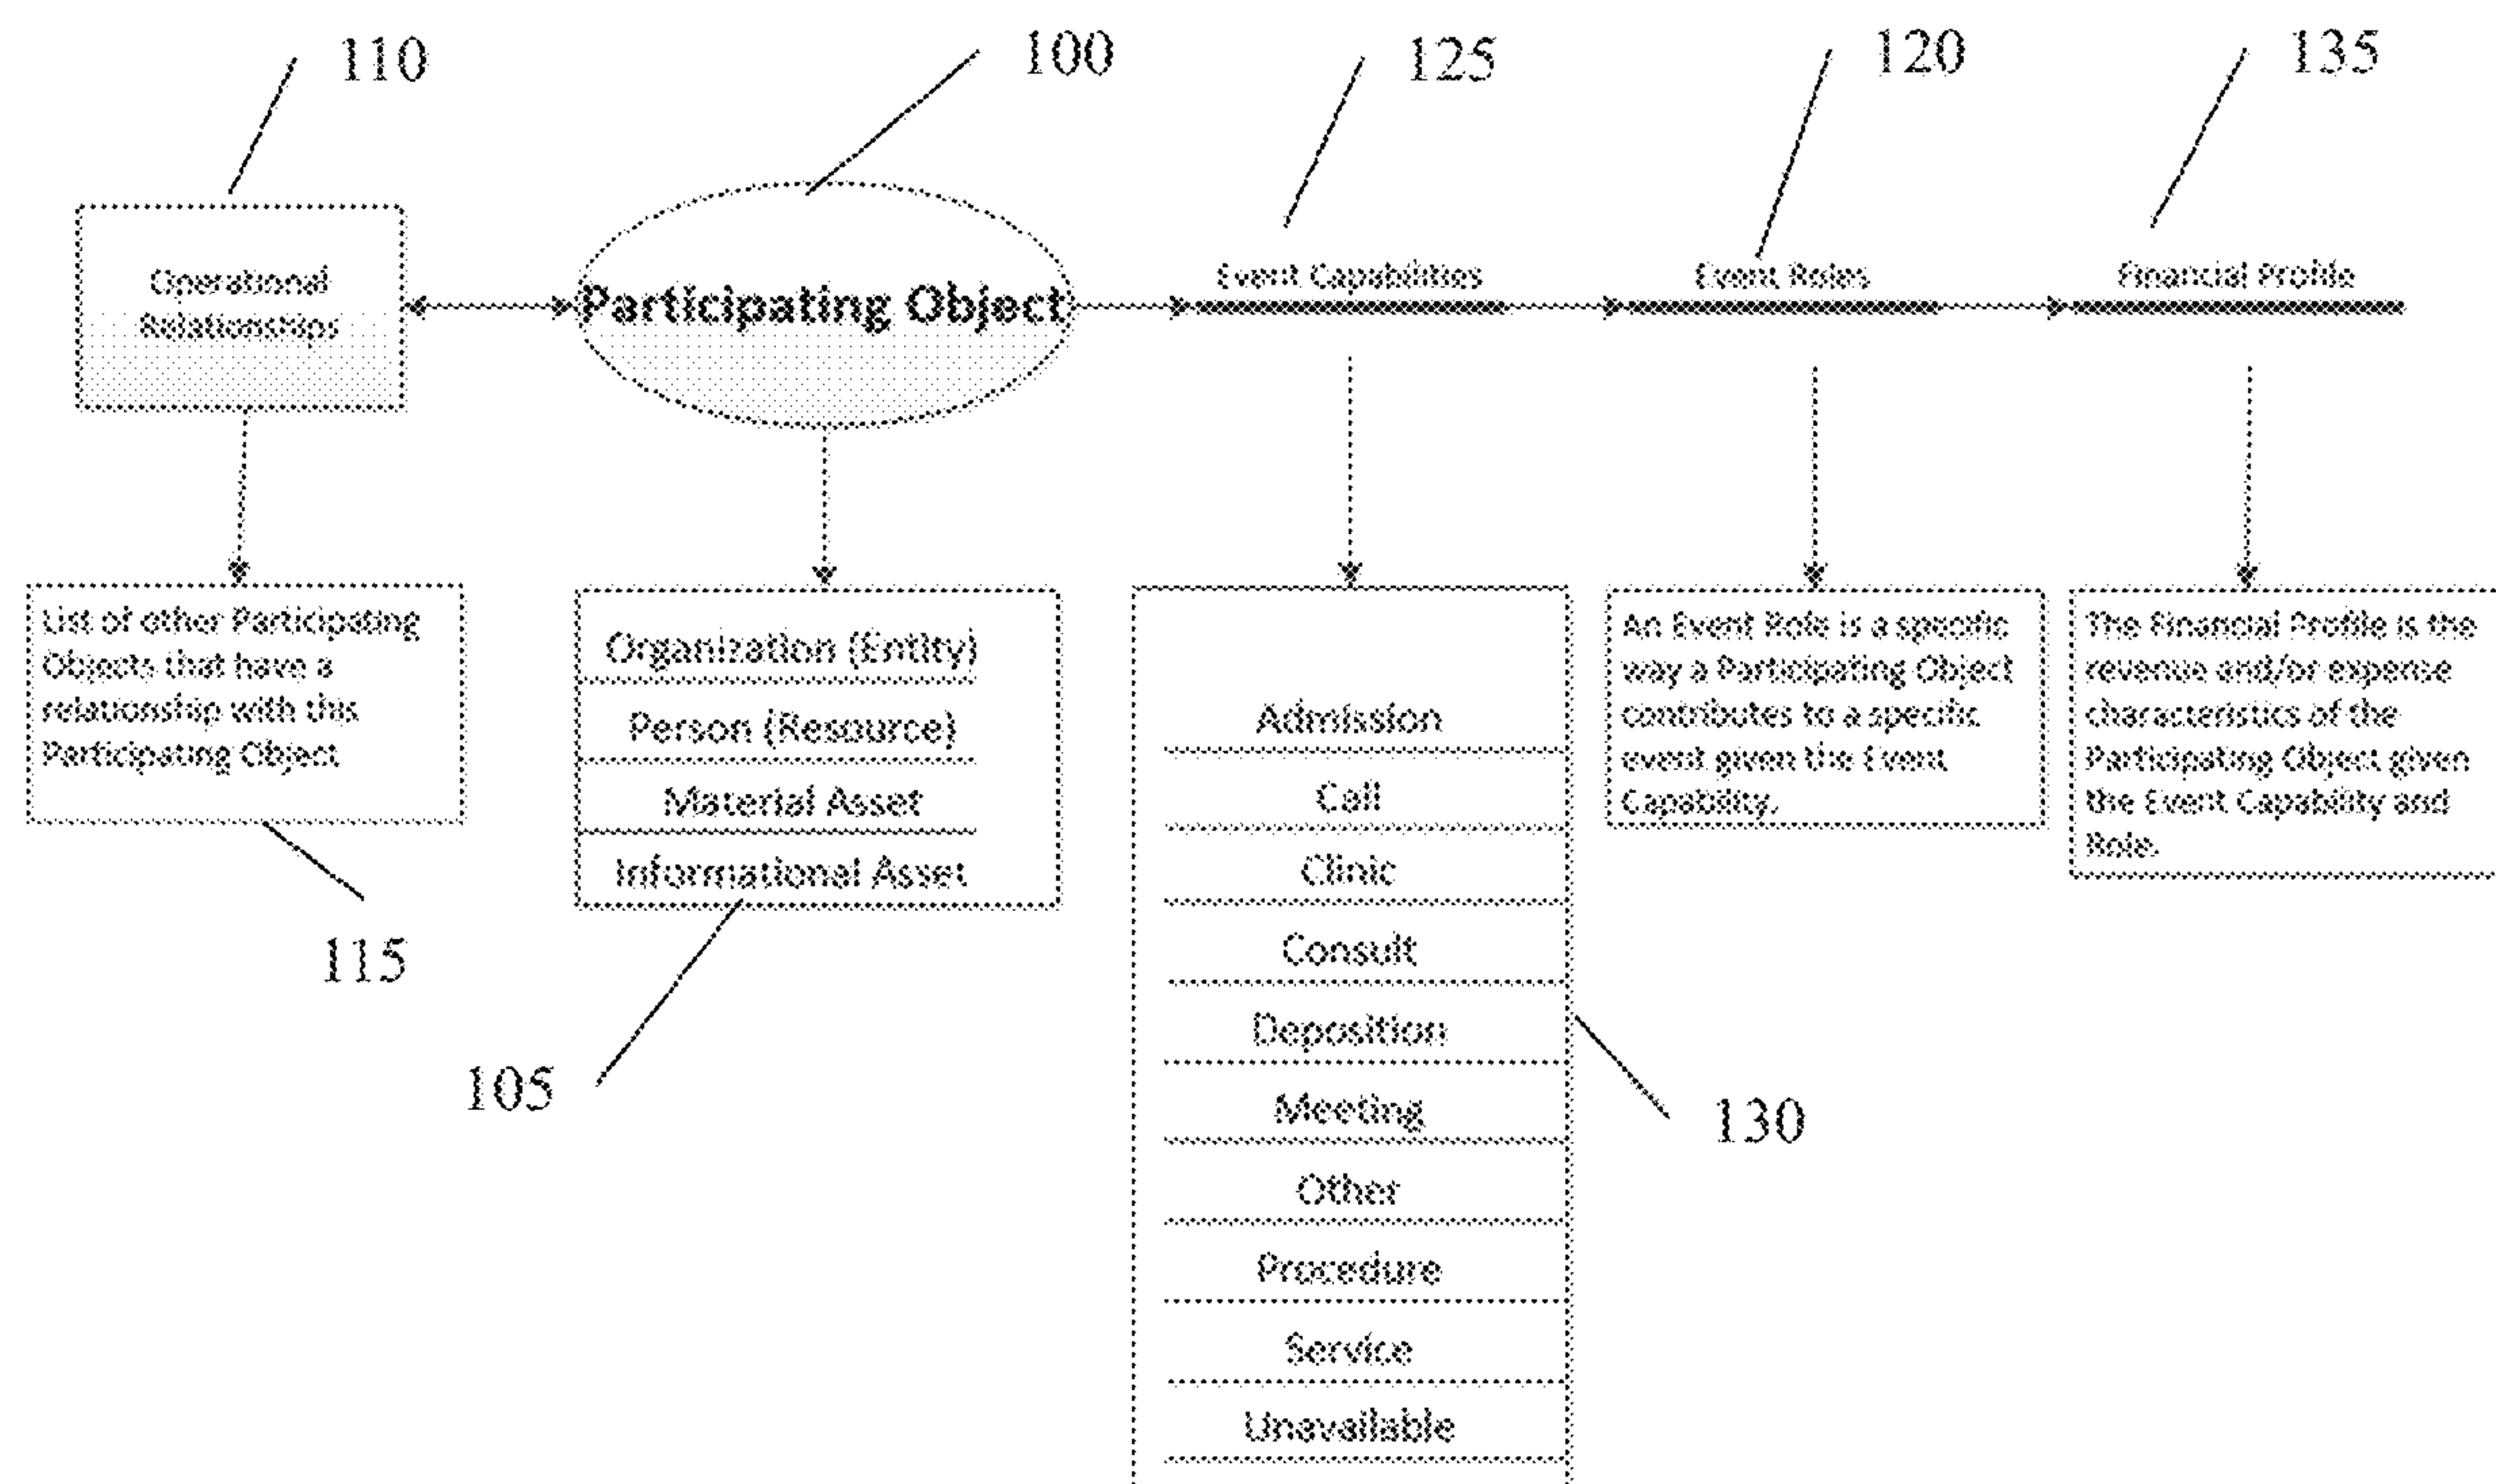 110
100
125
120
135
Operational
Relationships
Participating Object
Event Capabilities
Event Roles
Financial Profile
List of other Participating
Objects that have a
relationship with this
Participating Object
115
Organization (Entity)
Person (Resource)
Material Asset
Informational Asset
105
Admission
Call
Clinic
Consult
Deposition
Meeting
Other
Procedure
Service
Unavailable
130
An Event Role is a specific
way a Participating Object
contributes to a specific
event given the Event
Capability.
The Financial Profile is the
revenue and/or expense
characteristics of the
Participating Object given
the Event Capability and
Role.